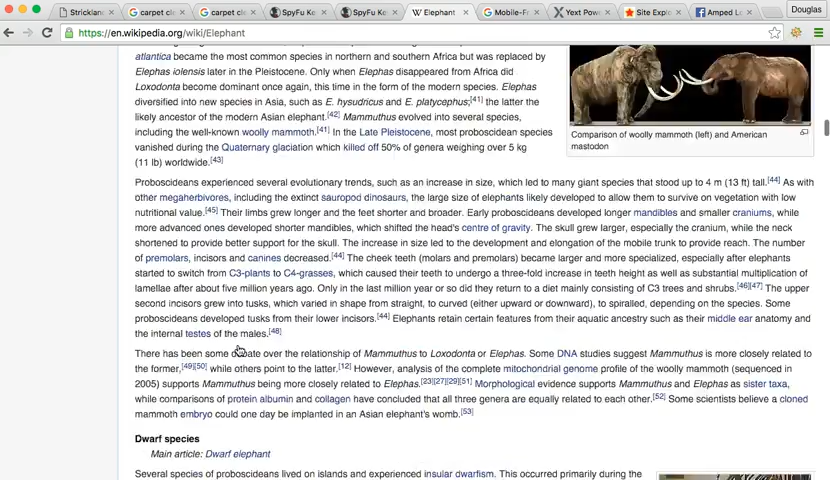 Stricklan
carpet cle
carpet cle
SpyFu Ke
SpyFu Ke
Elephant
Mobile-Fr
Yext Powe
Site Explo
Amped Lo
Douglas
https://en.wikipedia.org/wiki/Elephant
atlantica became the most common species in northern and southern Africa but was replaced by
Elephas iolensis later in the Pleistocene. Only when Elephas disappeared from Africa did
Loxodonta become dominant once again, this time in the form of the modern species. Elephas
diversified into new species in Asia, such as E. hysudricus and E. platycephus;[41] the latter the
likely ancestor of the modern Asian elephant.[42] Mammuthus evolved into several species,
including the well-known woolly mammoth.[41] In the Late Pleistocene, most proboscidean species
vanished during the Quaternary glaciation which killed off 50% of genera weighing over 5 kg
(11 lb) worldwide.[43]
Comparison of woolly mammoth (left) and American
mastodon
Proboscideans experienced several evolutionary trends, such as an increase in size, which led to many giant species that stood up to 4 m (13 ft) tall.[44] As with
other megaherbivores, including the extinct sauropod dinosaurs, the large size of elephants likely developed to allow them to survive on vegetation with low
nutritional value.[45] Their limbs grew longer and the feet shorter and broader. Early proboscideans developed longer mandibles and smaller craniums, while
more advanced ones developed shorter mandibles, which shifted the head's centre of gravity. The skull grew larger, especially the cranium, while the neck
shortened to provide better support for the skull. The increase in size led to the development and elongation of the mobile trunk to provide reach. The number
of premolars, incisors and canines decreased.[44] The cheek teeth (molars and premolars) became larger and more specialized, especially after elephants
started to switch from C3-plants to C4-grasses, which caused their teeth to undergo a three-fold increase in teeth height as well as substantial multiplication of
lamellae after about five million years ago. Only in the last million year or so did they return to a diet mainly consisting of C3 trees and shrubs.[46][47] The upper
second incisors grew into tusks, which varied in shape from straight, to curved (either upward or downward), to spiralled, depending on the species. Some
proboscideans developed tusks from their lower incisors.[44] Elephants retain certain features from their aquatic ancestry such as their middle ear anatomy and
the internal testes of the males.[48]
There has been some debate over the relationship of Mammuthus to Loxodonta or Elephas. Some DNA studies suggest Mammuthus is more closely related to
the former,[49][50] while others point to the latter.[12] However, analysis of the complete mitochondrial genome profile of the woolly mammoth (sequenced in
2005) supports Mammuthus being more closely related to Elephas.[23][27][29][51] Morphological evidence supports Mammuthus and Elephas as sister taxa,
while comparisons of protein albumin and collagen have concluded that all three genera are equally related to each other.[52] Some scientists believe a cloned
mammoth embryo could one day be implanted in an Asian elephant's womb.[53]
Dwarf species
Main article: Dwarf elephant
Several species of proboscideans lived on islands and experienced insular dwarfism. This occurred primarily during the